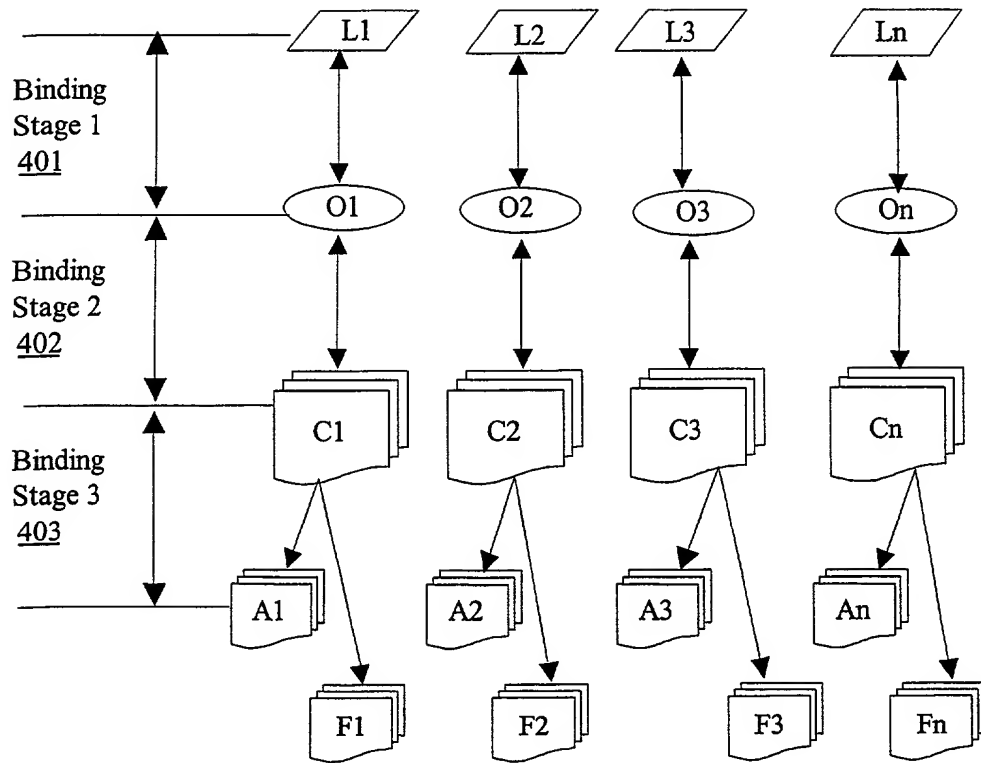 L1
L2
L3
Ln
Binding
Stage 1
401
O1
O2
O3
On
Binding
Stage 2
402
C1
C2
C3
Cn
Binding
Stage 3
403
A1
A2
A3
An
F1
F2
F3
Fn